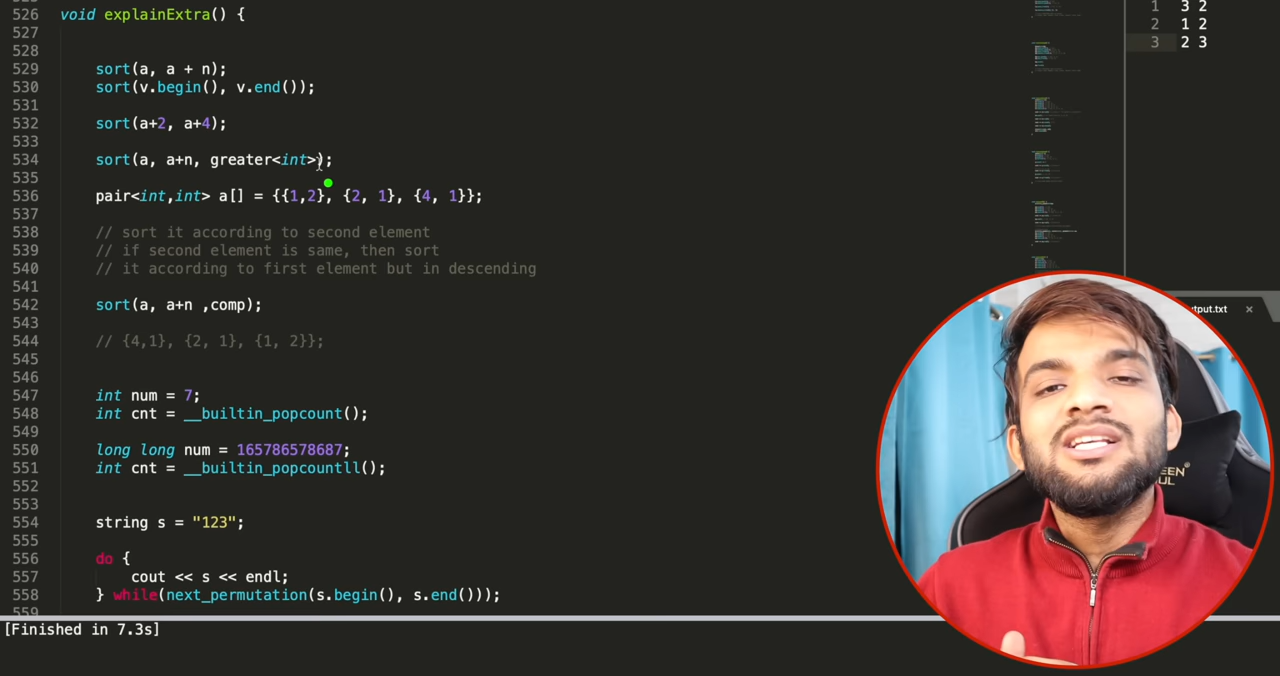 526 void explainExtra() {
527
528
529 sort(a, a + n);
530 sort(v.begin(), v.end());
531
532 sort(a+2, a+4);
533
534 sort(a, a+n, greater<int>);
535
536 pair<int,int> a[] = {{1,2}, {2, 1}, {4, 1}};
537
538 // sort it according to second element
539 // if second element is same, then sort
540 // it according to first element but in descending
541
542 sort(a, a+n ,comp);
543
544 // {4,1}, {2, 1}, {1, 2}};
545
546
547 int num = 7;
548 int cnt = __builtin_popcount();
549
550 long long num = 165786578687;
551 int cnt = __builtin_popcountll();
552
553
554 string s = "123";
555
556 do {
557 cout << s << endl;
558 } while(next_permutation(s.begin(), s.end()));
559
[Finished in 7.3s]
1 3 2
2 1 2
3 2 3
tput.txt ×